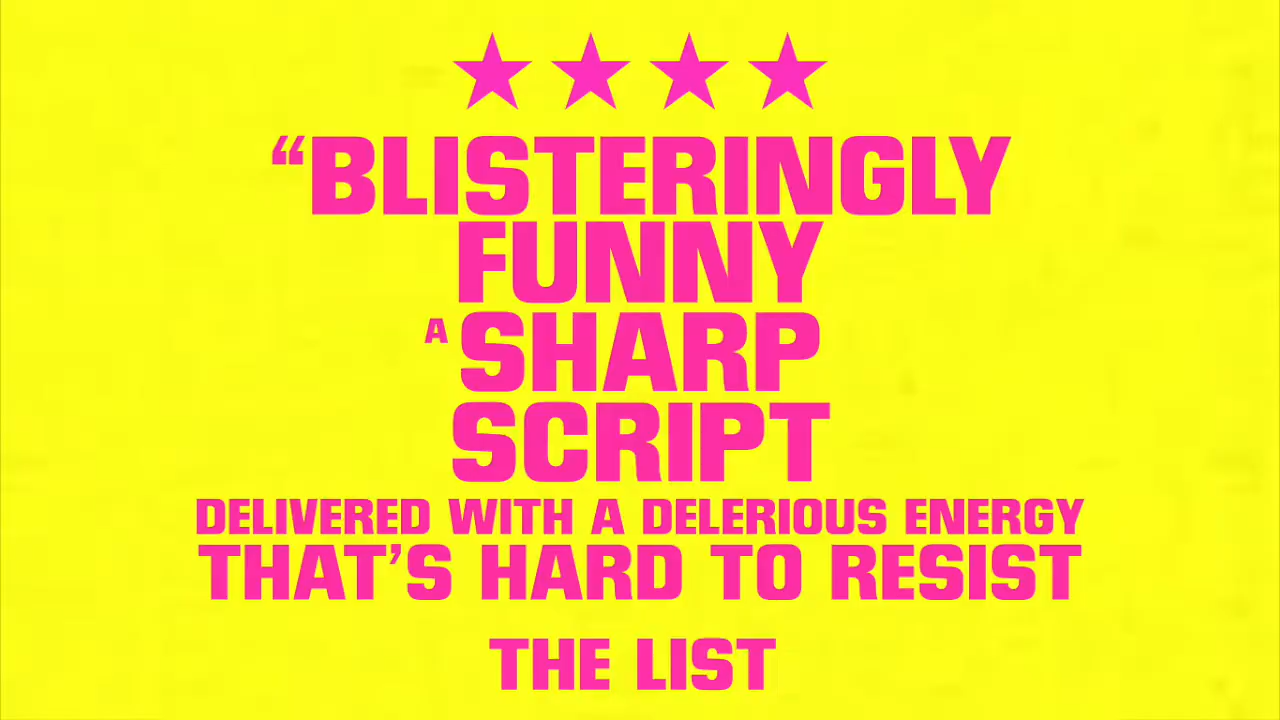 “BLISTERINGLY
FUNNY
A SHARP
SCRIPT
DELIVERED WITH A DELERIOUS ENERGY
THAT’S HARD TO RESIST
THE LIST